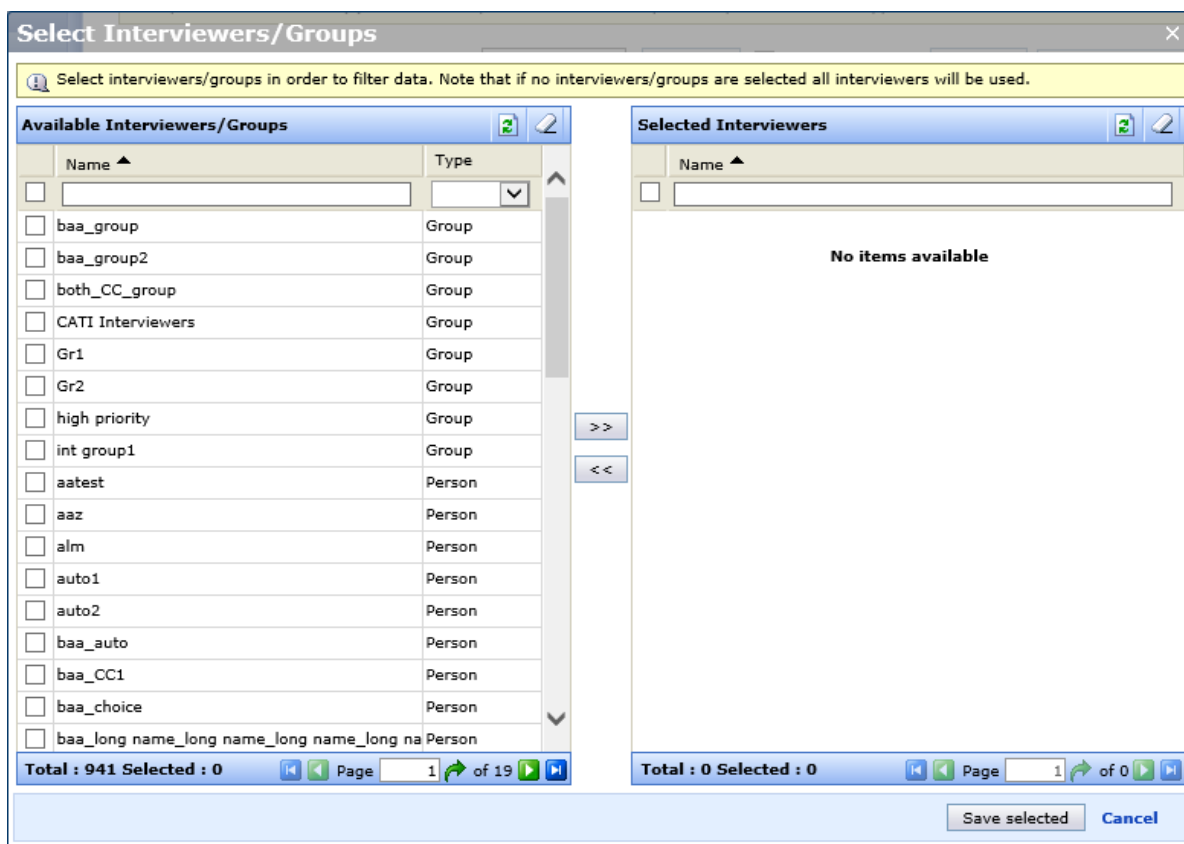 Select Interviewers/Groups
Select interviewers/groups in order to filter data. Note that if no interviewers/groups are selected all interviewers will be used.
Available Interviewers/Groups
Name Type
baa_group Group
baa_group2 Group
both_CC_group Group
CATI Interviewers Group
Gr1 Group
Gr2 Group
high priority Group
int group1 Group
aatest Person
aaz Person
alm Person
auto1 Person
auto2 Person
baa_auto Person
baa_CC1 Person
baa_choice Person
baa_long name_long name_long name_long na Person
Total : 941 Selected : 0 Page 1 of 19
>>
<<
Selected Interviewers
Name
No items available
Total : 0 Selected : 0 Page 1 of 0
Save selected Cancel